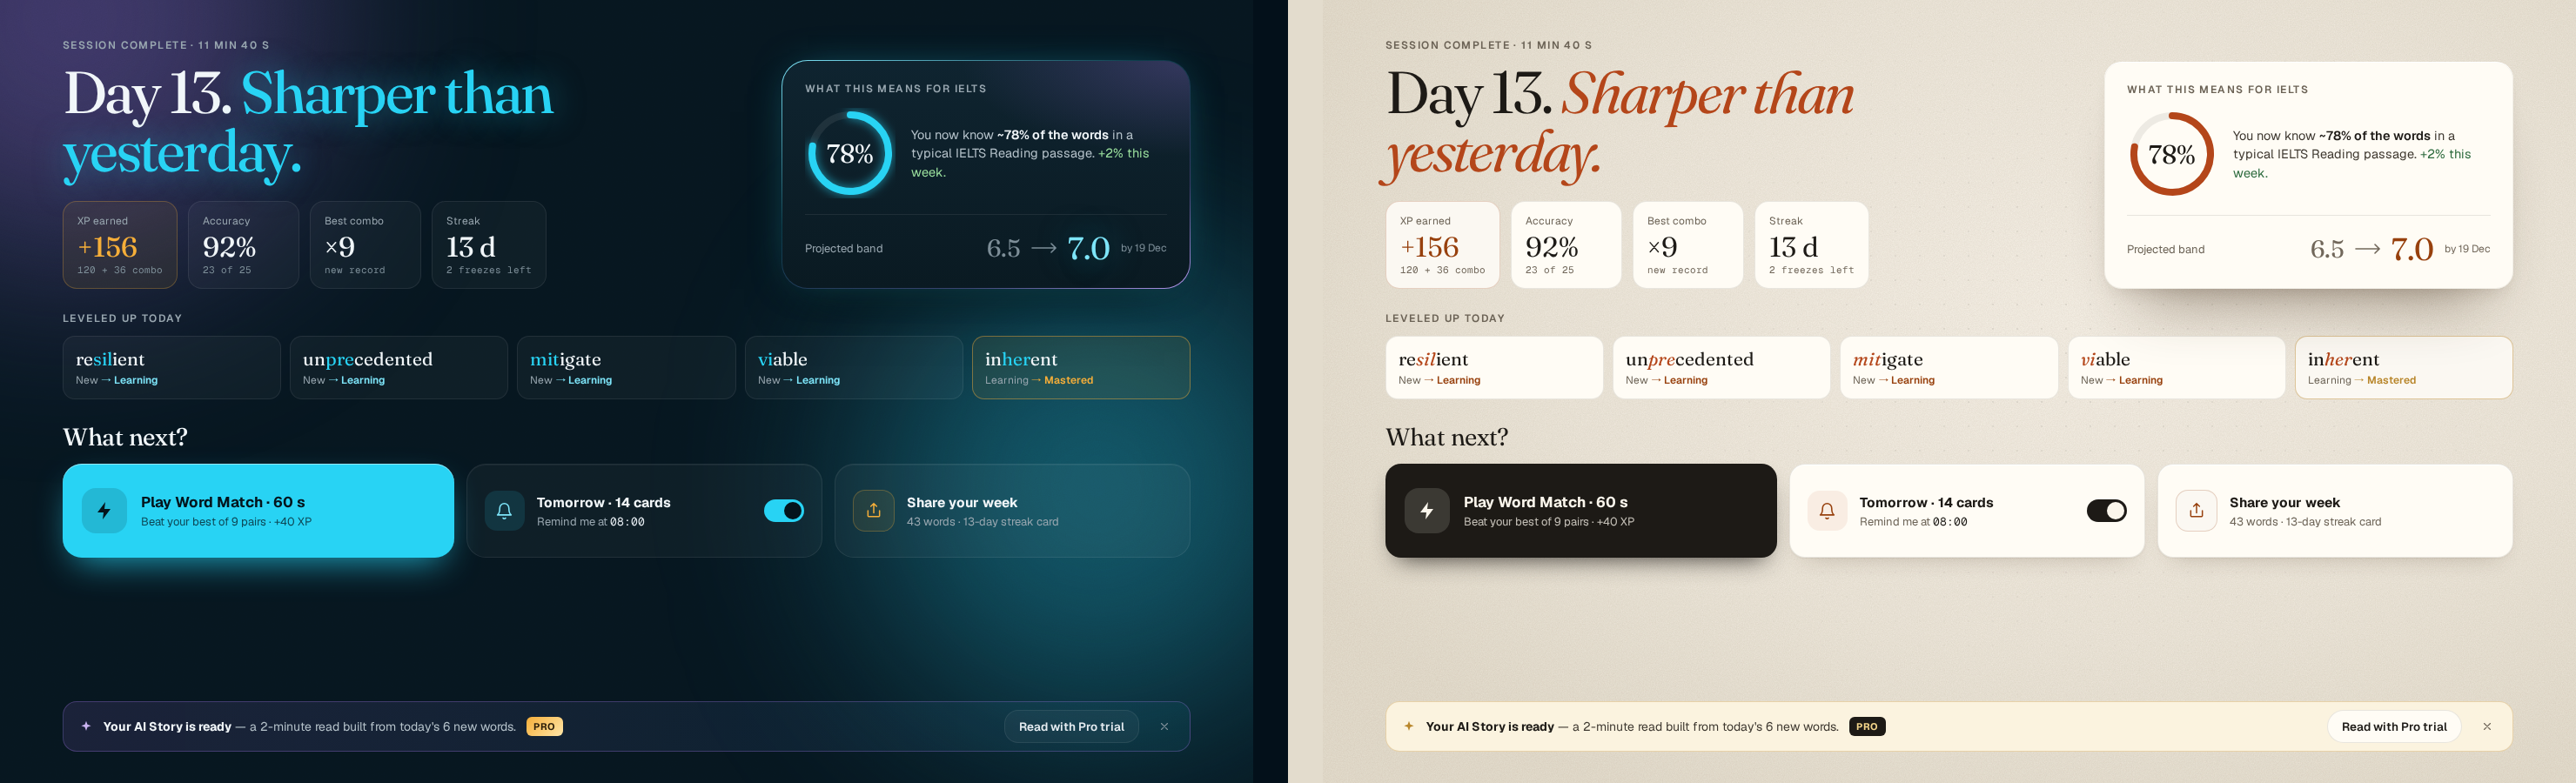 SESSION COMPLETE · 11 MIN 40 S
Day 13. Sharper than
yesterday.
XP earned
+156
120 + 36 combo
Accuracy
92%
23 of 25
Best combo
×9
new record
Streak
13 d
2 freezes left
WHAT THIS MEANS FOR IELTS
78%
You now know ~78% of the words in a
typical IELTS Reading passage. +2% this
week.
Projected band
6.5 → 7.0 by 19 Dec
LEVELED UP TODAY
resilient
New → Learning
unprecedented
New → Learning
mitigate
New → Learning
viable
New → Learning
inherent
Learning → Mastered
What next?
Play Word Match · 60 s
Beat your best of 9 pairs · +40 XP
Tomorrow · 14 cards
Remind me at 08:00
Share your week
43 words · 13-day streak card
Your AI Story is ready — a 2-minute read built from today's 6 new words. PRO
Read with Pro trial ×
SESSION COMPLETE · 11 MIN 40 S
Day 13. Sharper than
yesterday.
XP earned
+156
120 + 36 combo
Accuracy
92%
23 of 25
Best combo
×9
new record
Streak
13 d
2 freezes left
WHAT THIS MEANS FOR IELTS
78%
You now know ~78% of the words in a
typical IELTS Reading passage. +2% this
week.
Projected band
6.5 → 7.0 by 19 Dec
LEVELED UP TODAY
resilient
New → Learning
unprecedented
New → Learning
mitigate
New → Learning
viable
New → Learning
inherent
Learning → Mastered
What next?
Play Word Match · 60 s
Beat your best of 9 pairs · +40 XP
Tomorrow · 14 cards
Remind me at 08:00
Share your week
43 words · 13-day streak card
Your AI Story is ready — a 2-minute read built from today's 6 new words. PRO
Read with Pro trial ×